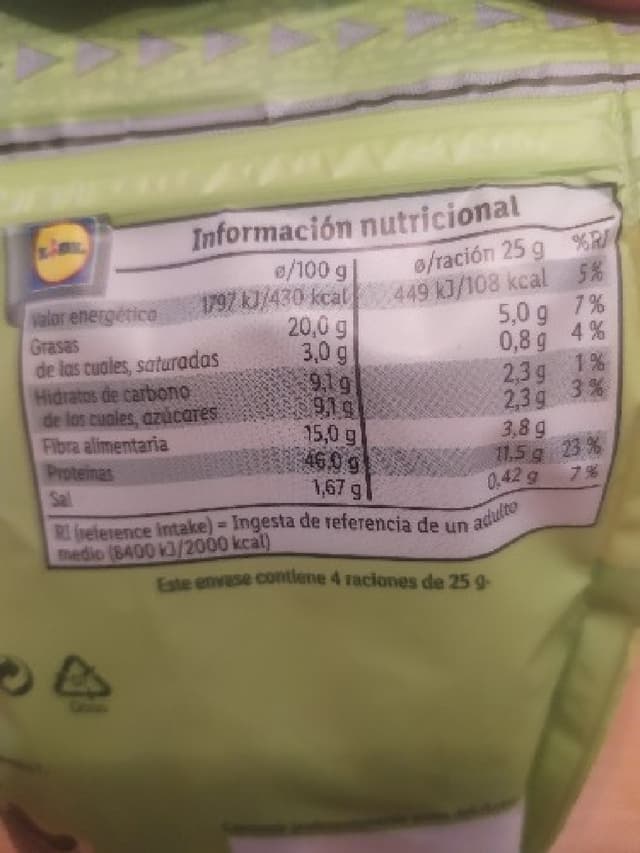 LIDL
Información nutricional
ø/100 g ø/ración 25 g %RI
Valor energético 1797 kJ/430 kcal 449 kJ/108 kcal 5%
Grasas 20,0 g 5,0 g 7%
de las cuales, saturadas 3,0 g 0,8 g 4 %
Hidratos de carbono 9,1 g 2,3 g 1 %
de los cuales, azúcares 9,1 g 2,3 g 3 %
Fibra alimentaria 15,0 g 3,8 g
Proteínas 46,0 g 11,5 g 23 %
Sal 1,67 g 0,42 g 7 %
RI (reference intake) = Ingesta de referencia de un adulto
medio (8400 kJ/2000 kcal)
Este envase contiene 4 raciones de 25 g.